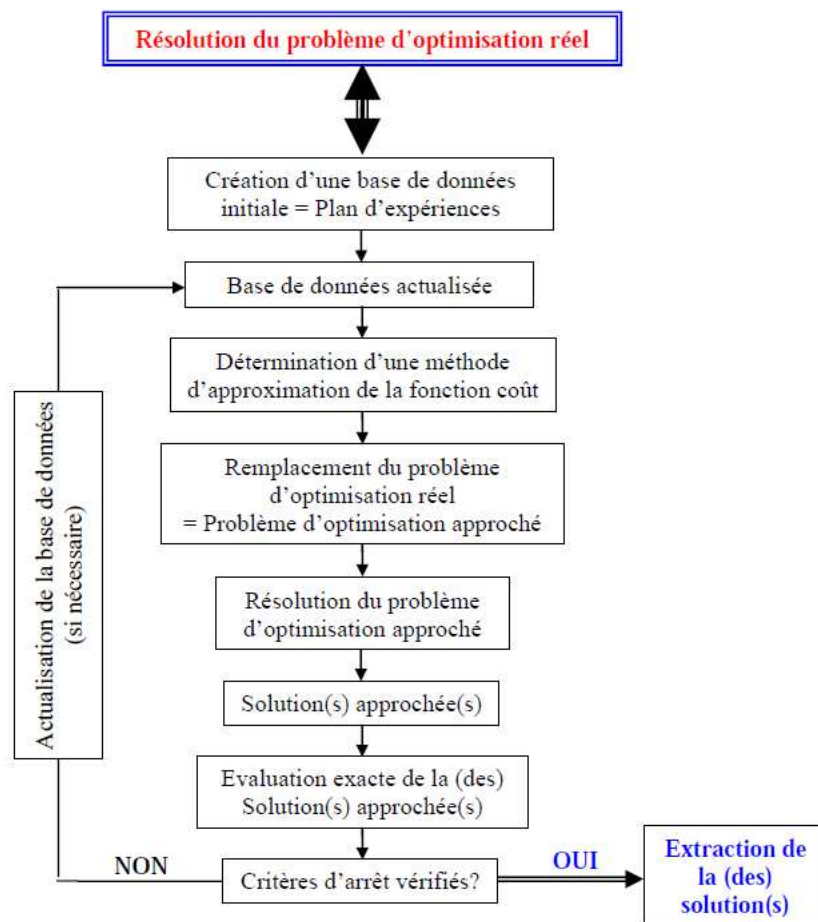 Résolution du problème d'optimisation réel
Création d'une base de données
initiale = Plan d'expériences
Base de données actualisée
Détermination d'une méthode
d'approximation de la fonction coût
Remplacement du problème
d'optimisation réel
= Problème d'optimisation approché
Résolution du problème
d'optimisation approché
Solution(s) approchée(s)
Evaluation exacte de la (des)
Solution(s) approchée(s)
Critères d'arrêt vérifiés?
NON
Actualisation de la base de données
(si nécessaire)
OUI
Extraction de
la (des)
solution(s)